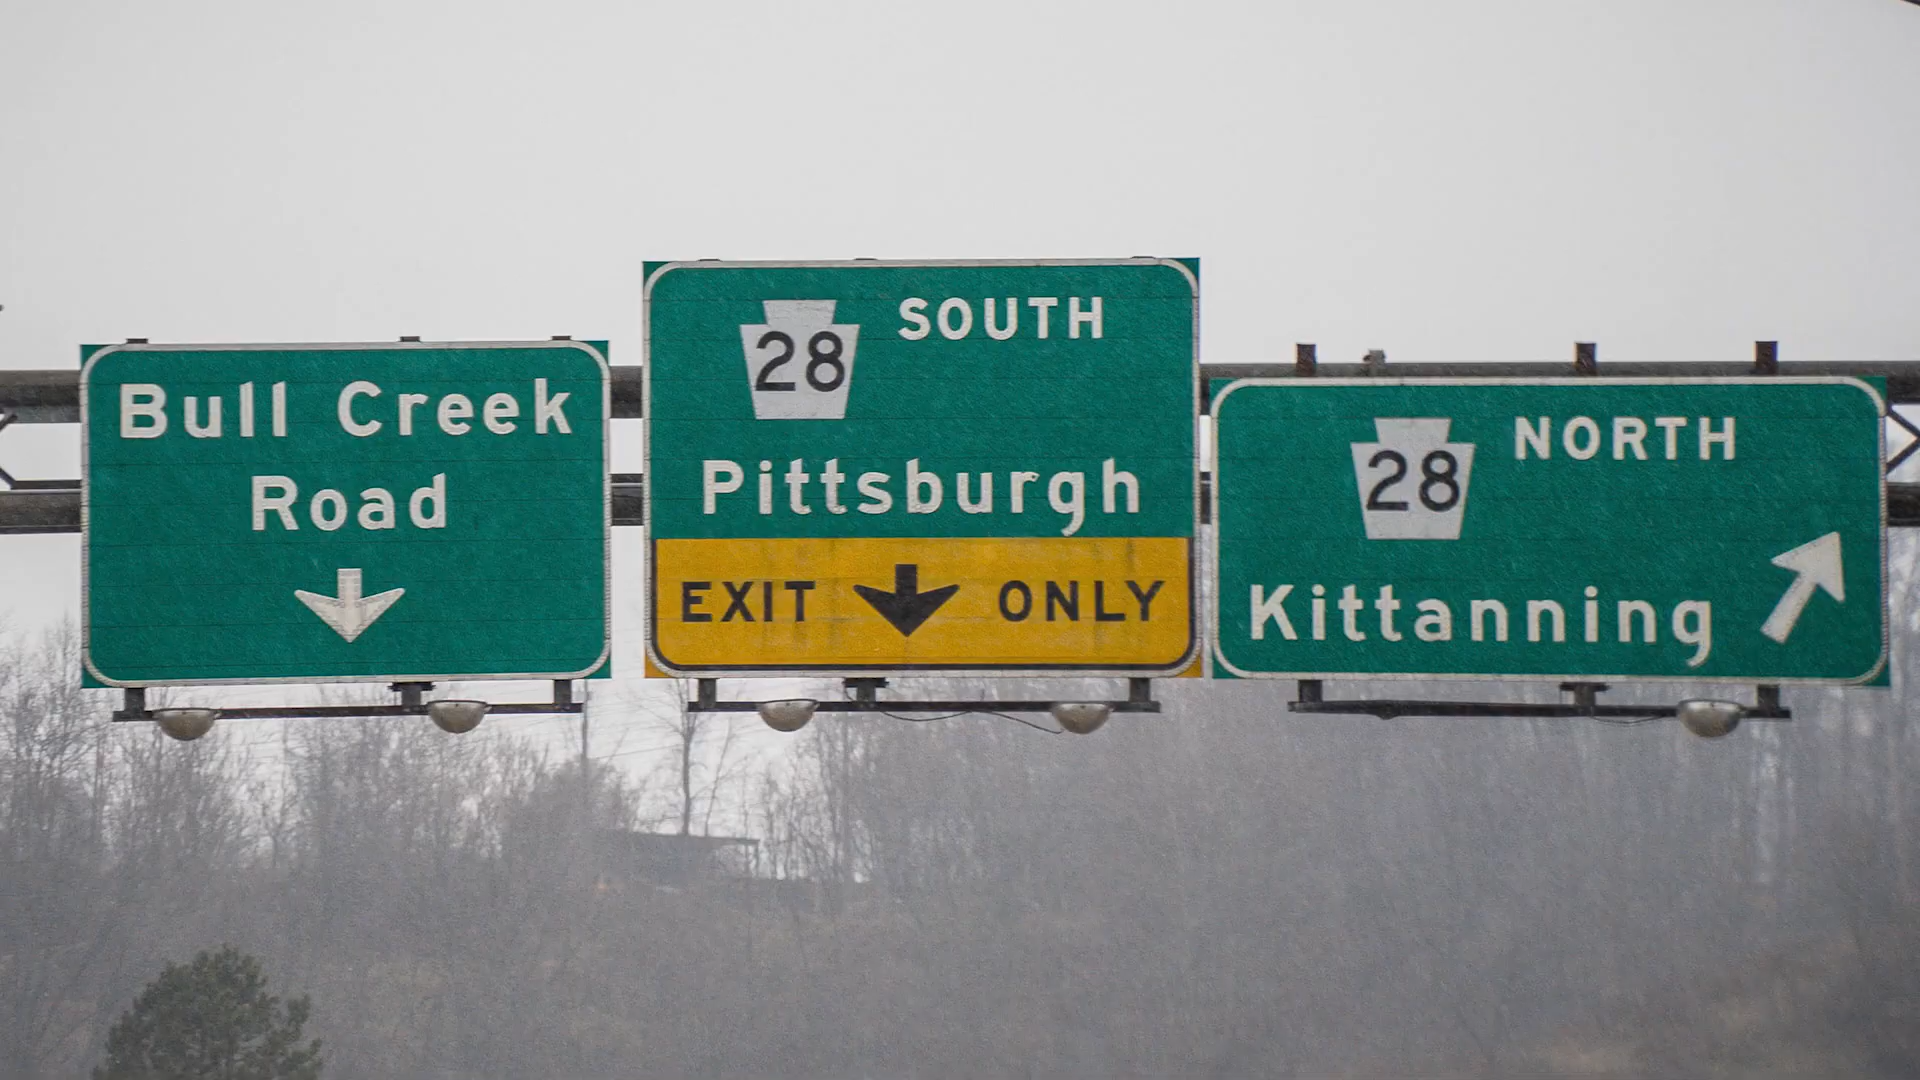 Bull Creek
Road
28 SOUTH
Pittsburgh
EXIT ONLY
28 NORTH
Kittanning